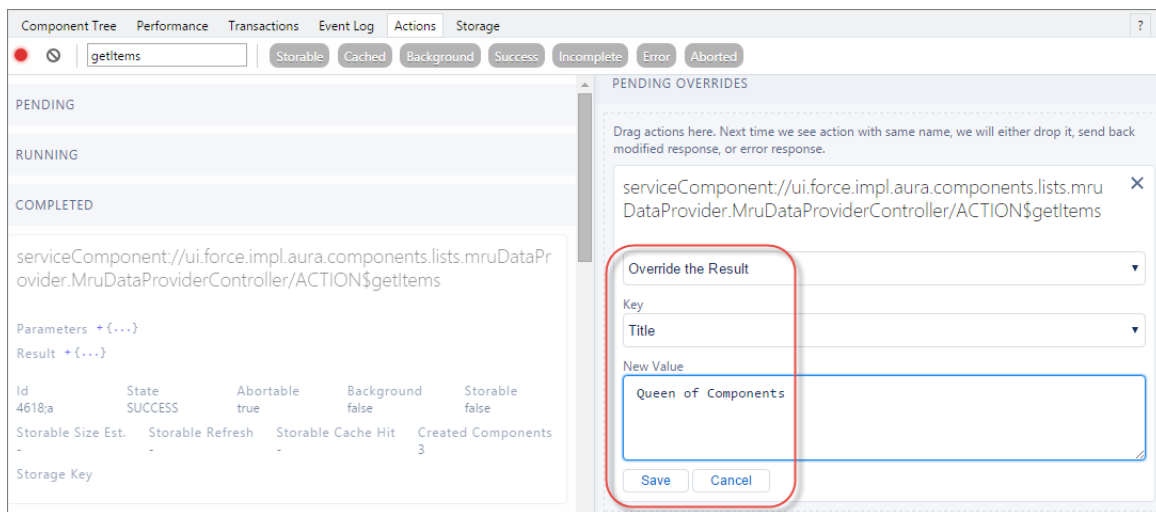 Component Tree Performance Transactions Event Log Actions Storage ?
getItems Storable Cached Background Success Incomplete Error Aborted
PENDING
RUNNING
COMPLETED
serviceComponent://ui.force.impl.aura.components.lists.mruDataPr
ovider.MruDataProviderController/ACTION$getItems
Parameters +{...}
Result +{...}
Id State Abortable Background Storable
4618;a SUCCESS true false false
Storable Size Est. Storable Refresh Storable Cache Hit Created Components
- - - 3
Storage Key
PENDING OVERRIDES
Drag actions here. Next time we see action with same name, we will either drop it, send back
modified response, or error response.
serviceComponent://ui.force.impl.aura.components.lists.mru
DataProvider.MruDataProviderController/ACTION$getItems
Override the Result
Key
Title
New Value
Queen of Components
Save Cancel